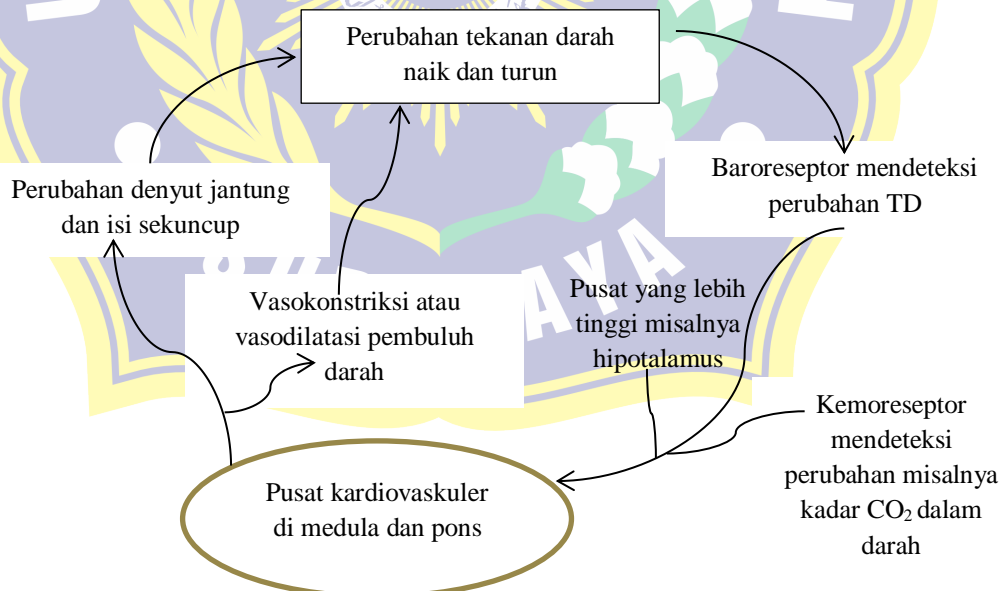 Perubahan tekanan darah
naik dan turun
Baroreseptor mendeteksi
perubahan TD
Perubahan denyut jantung
dan isi sekuncup
Vasokonstriksi atau
vasodilatasi pembuluh
darah
Pusat yang lebih
tinggi misalnya
hipotalamus
Kemoreseptor
mendeteksi
perubahan misalnya
kadar CO₂ dalam
darah
Pusat kardiovaskuler
di medula dan pons